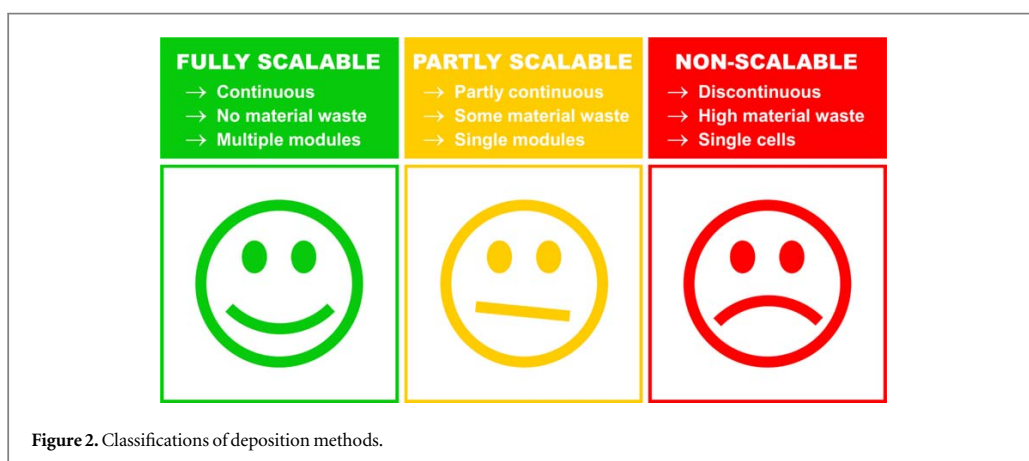 FULLY SCALABLE
→ Continuous
→ No material waste
→ Multiple modules
PARTLY SCALABLE
→ Partly continuous
→ Some material waste
→ Single modules
NON-SCALABLE
→ Discontinuous
→ High material waste
→ Single cells
Figure 2. Classifications of deposition methods.